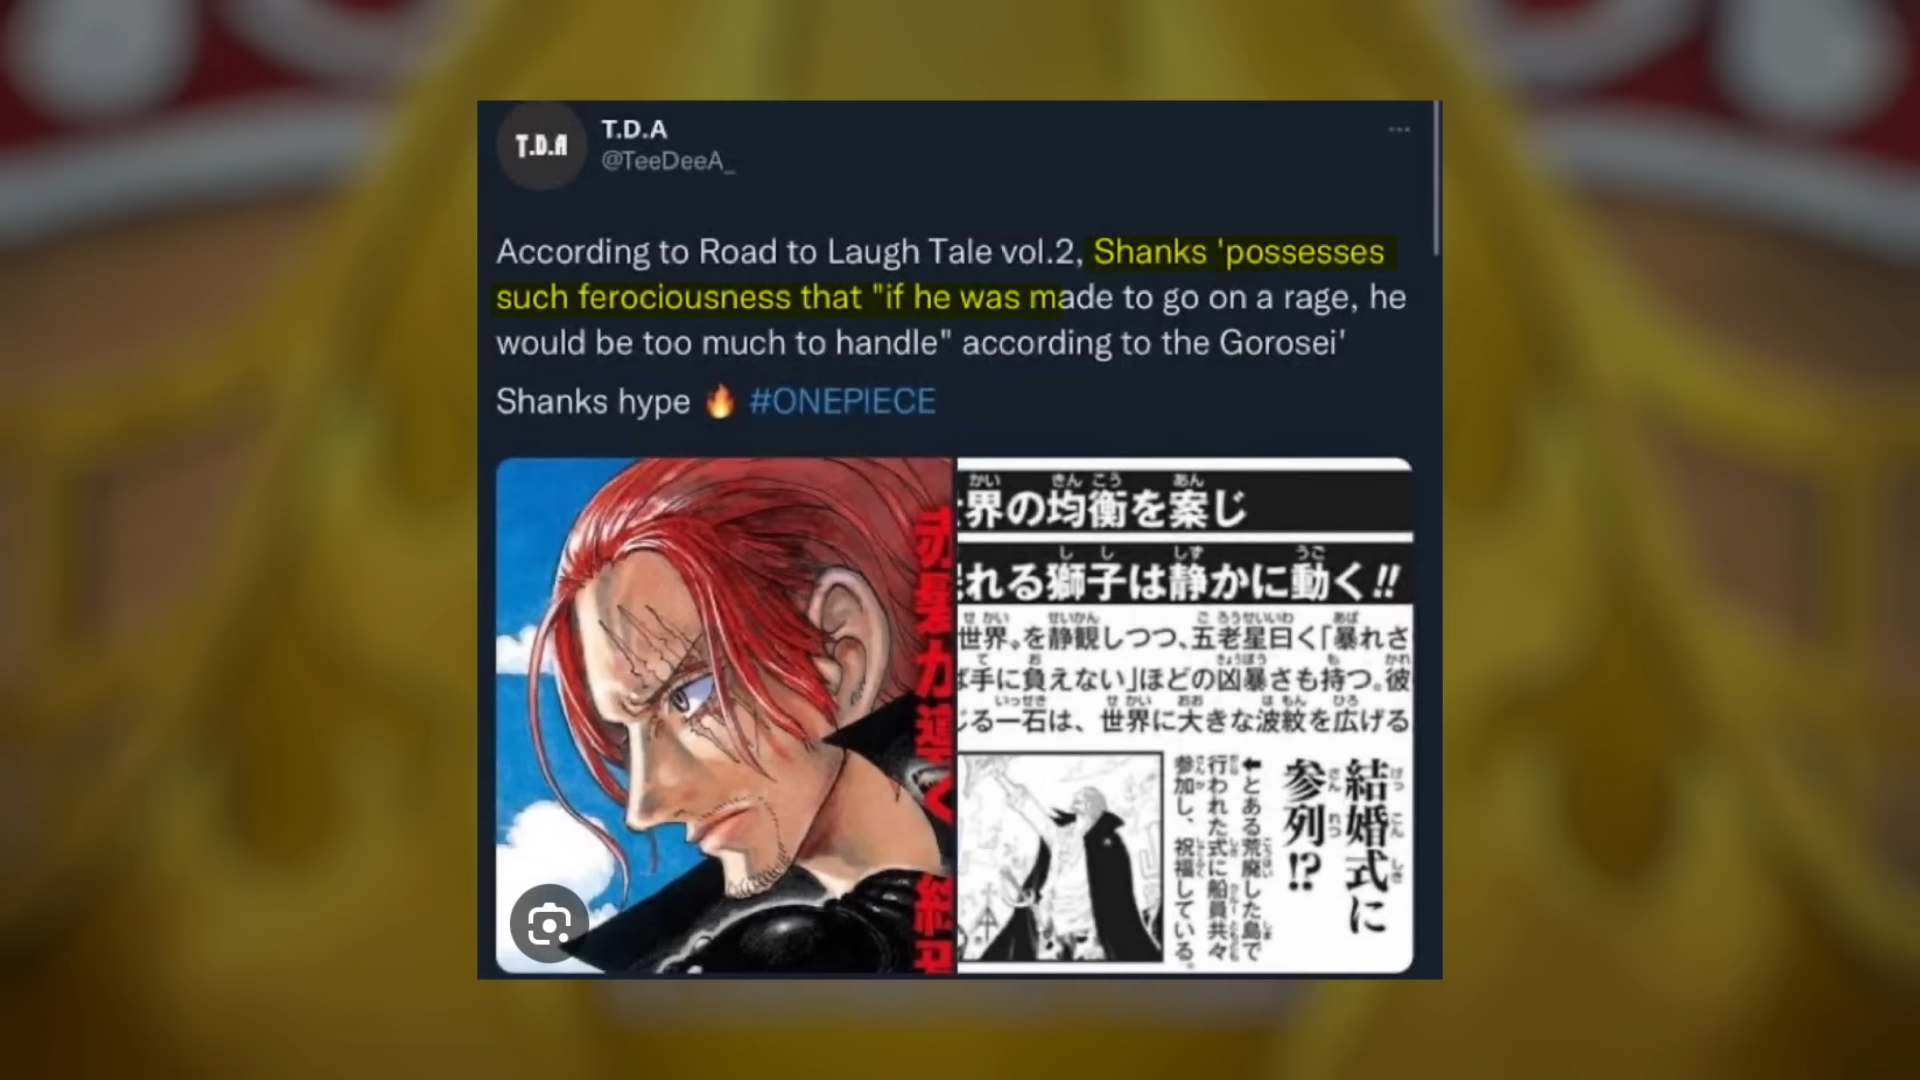 T.D.A
T.D.A
@TeeDeeA_
According to Road to Laugh Tale vol.2, Shanks 'possesses
such ferociousness that "if he was made to go on a rage, he
would be too much to handle" according to the Gorosei'
Shanks hype 🔥 #ONEPIECE
界の均衡を案じ
れる獅子は静かに動く!!
世界。を静観しつつ、五老星曰く「暴れさ
ば手に負えない」ほどの凶暴さも持つ。彼
じる一石は、世界に大きな波紋を広げる
結婚式に
参列!?
⬅とある荒廃した島で
行われた式に船員共々
参加し、祝福している。